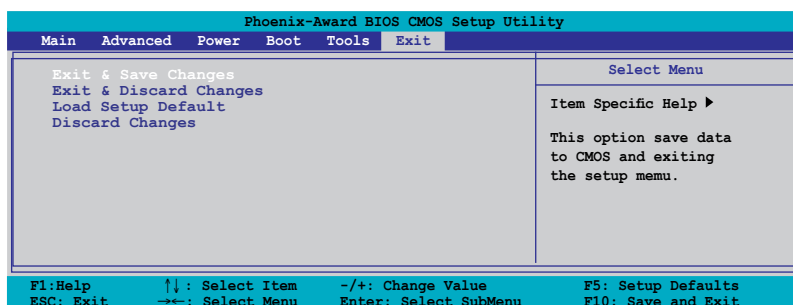 Phoenix-Award BIOS CMOS Setup Utility
Main Advanced Power Boot Tools Exit
Exit & Save Changes
Exit & Discard Changes
Load Setup Default
Discard Changes
Select Menu
Item Specific Help ▶
This option save data
to CMOS and exiting
the setup memu.
F1:Help ↑↓: Select Item -/+: Change Value F5: Setup Defaults
ESC: Exit →←: Select Menu Enter: Select SubMenu F10: Save and Exit